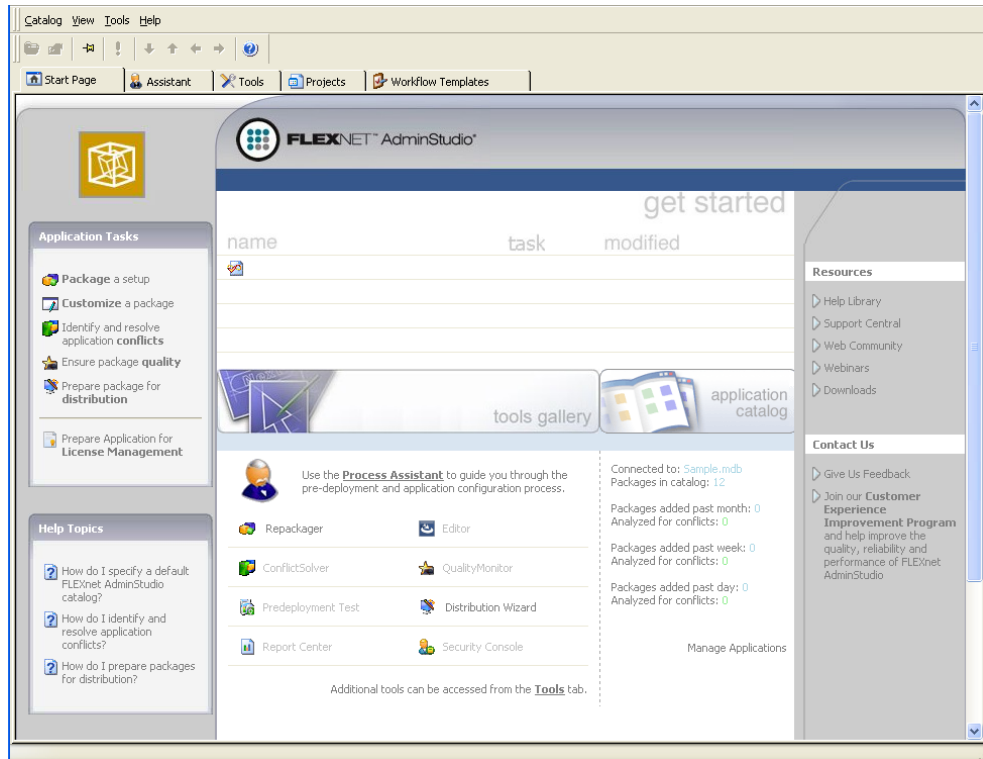 Catalog View Tools Help
Start Page Assistant Tools Projects Workflow Templates
FLEXNET™ AdminStudio®
get started
name task modified
Application Tasks
Package a setup
Customize a package
Identify and resolve
application conflicts
Ensure package quality
Prepare package for
distribution
Prepare Application for
License Management
Help Topics
How do I specify a default
FLEXnet AdminStudio
catalog?
How do I identify and
resolve application
conflicts?
How do I prepare packages
for distribution?
tools gallery
Use the Process Assistant to guide you through the
pre-deployment and application configuration process.
Repackager Editor
ConflictSolver QualityMonitor
Predeployment Test Distribution Wizard
Report Center Security Console
Additional tools can be accessed from the Tools tab.
application
catalog
Connected to: Sample.mdb
Packages in catalog: 12
Packages added past month: 0
Analyzed for conflicts: 0
Packages added past week: 0
Analyzed for conflicts: 0
Packages added past day: 0
Analyzed for conflicts: 0
Manage Applications
Resources
Help Library
Support Central
Web Community
Webinars
Downloads
Contact Us
Give Us Feedback
Join our Customer
Experience
Improvement Program
and help improve the
quality, reliability and
performance of FLEXnet
AdminStudio